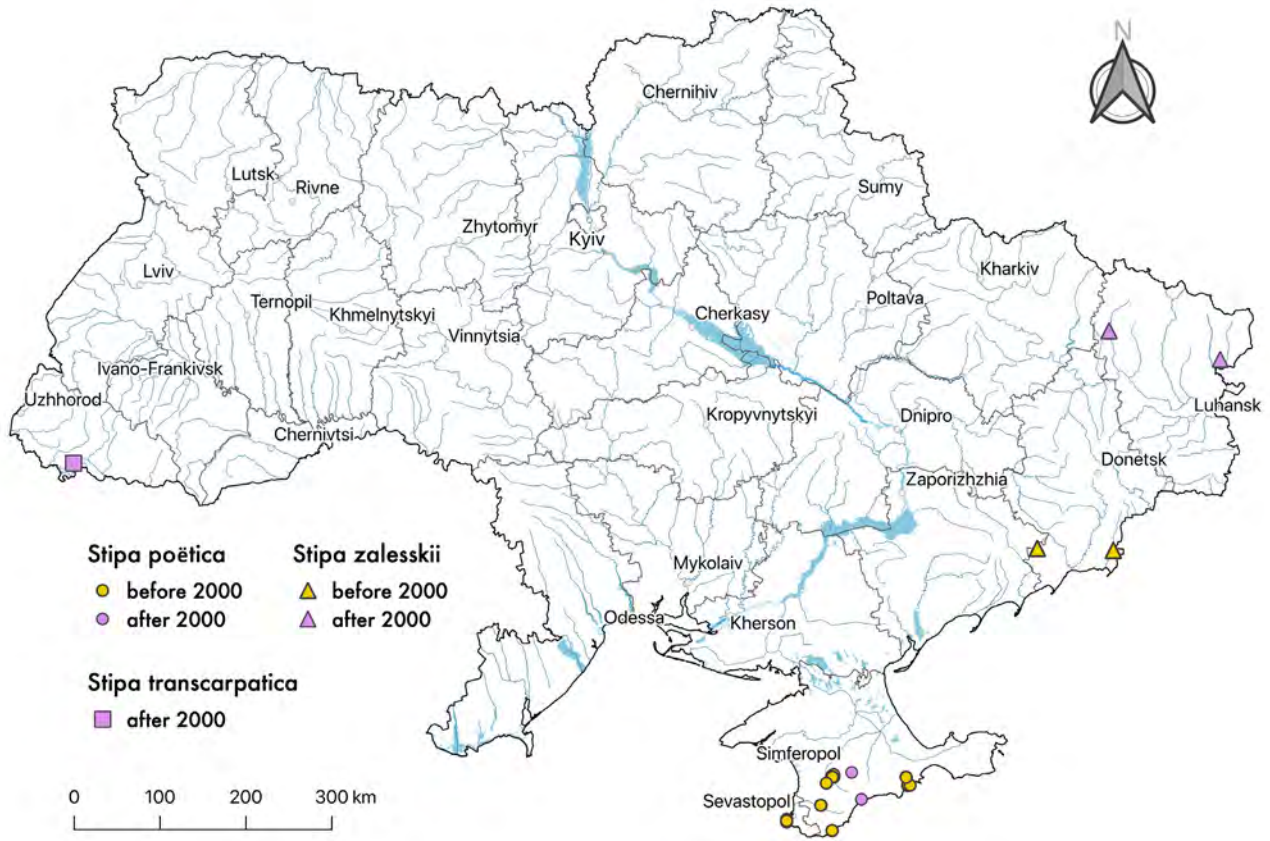 N
Chernihiv
Lutsk
Rivne
Sumy
Zhytomyr
Kyiv
Lviv
Kharkiv
Ternopil
Khmelnytskyi
Vinnytsia
Cherkasy
Poltava
Ivano-Frankivsk
Uzhhorod
Luhansk
Chernivtsi
Kropyvnytskyi
Dnipro
Donetsk
Zaporizhzhia
Mykolaiv
Odessa
Kherson
Simferopol
Sevastopol
Stipa poëtica
before 2000
after 2000
Stipa zalesskii
before 2000
after 2000
Stipa transcarpatica
after 2000
0 100 200 300 km